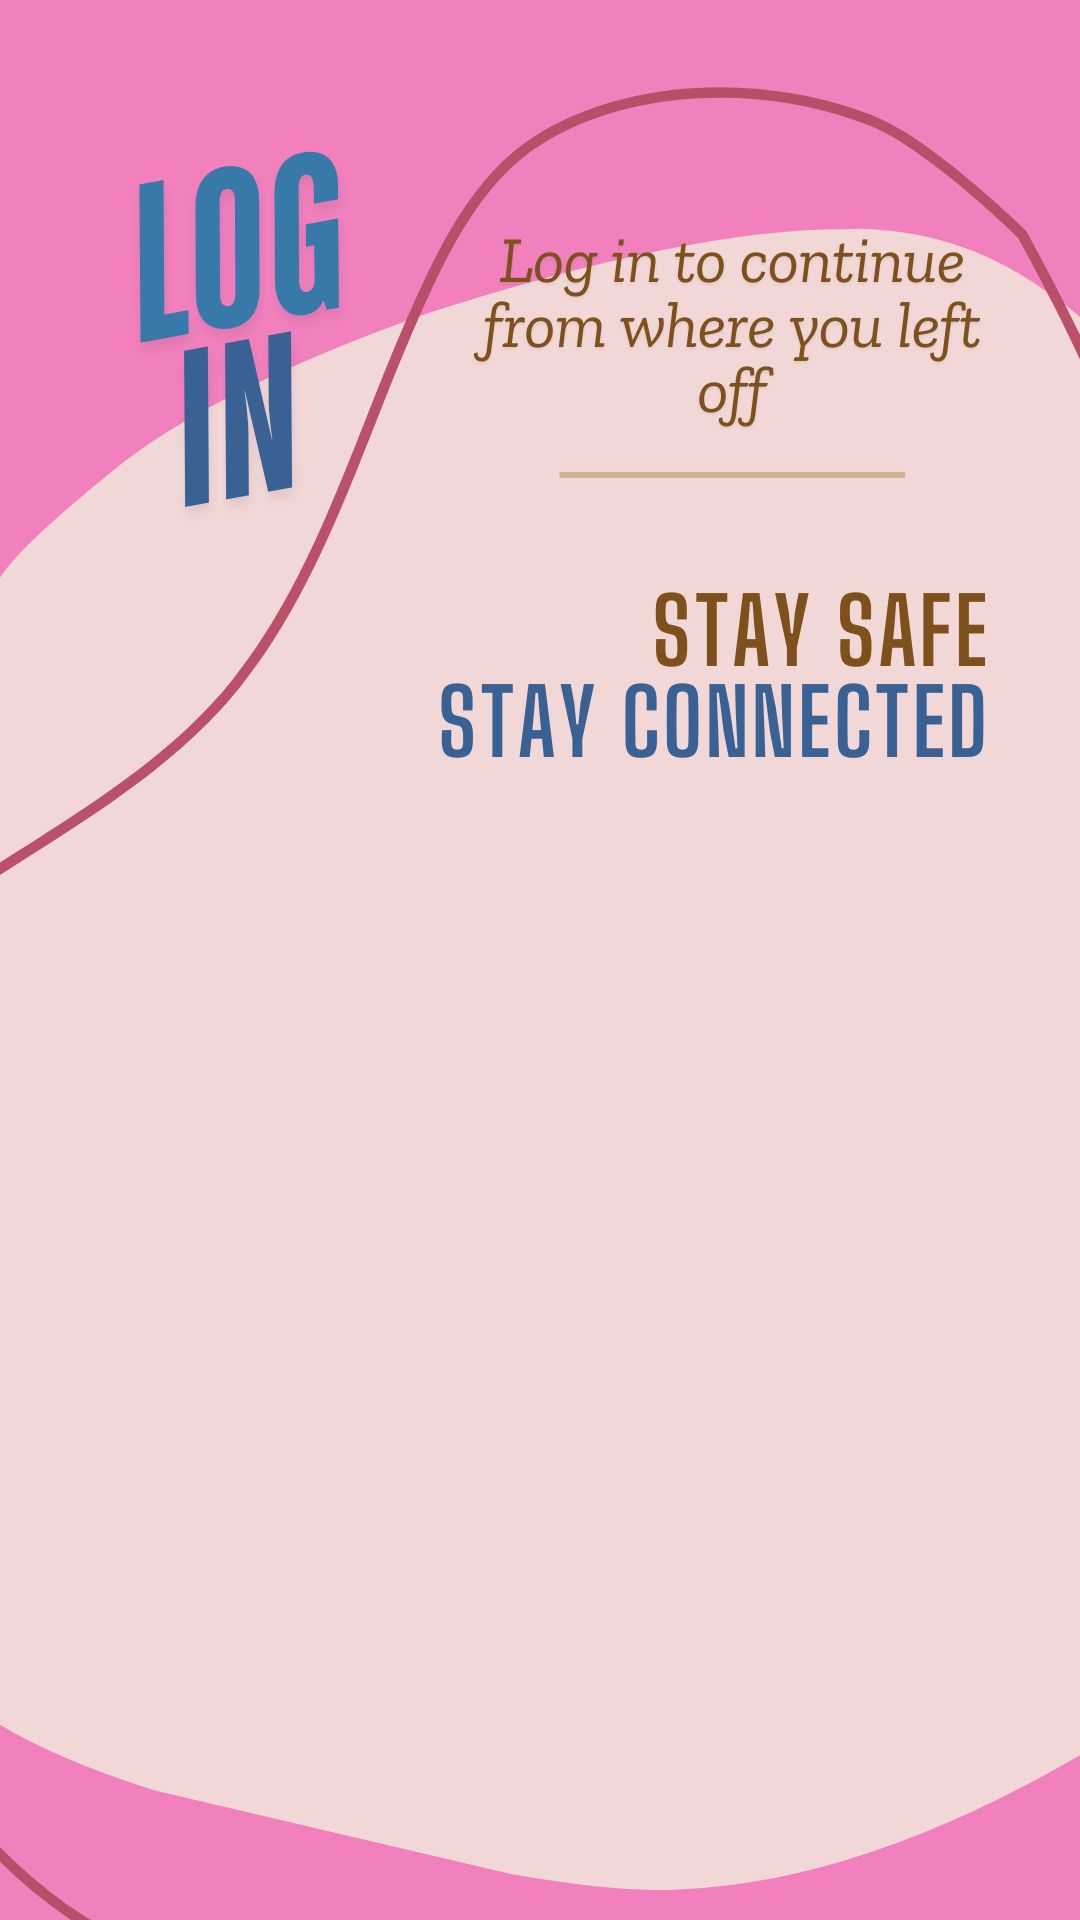 LOG
IN
Log in to continue
from where you left
off
STAY SAFE
STAY CONNECTED